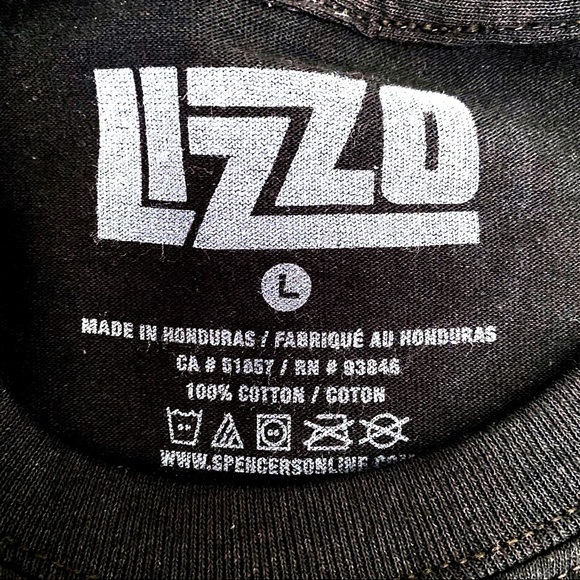 LIZZO
L
MADE IN HONDURAS / FABRIQUÉ AU HONDURAS
CA # 51857 / RN # 93846
100% COTTON / COTON
WWW.SPENCERSONLINE.COM